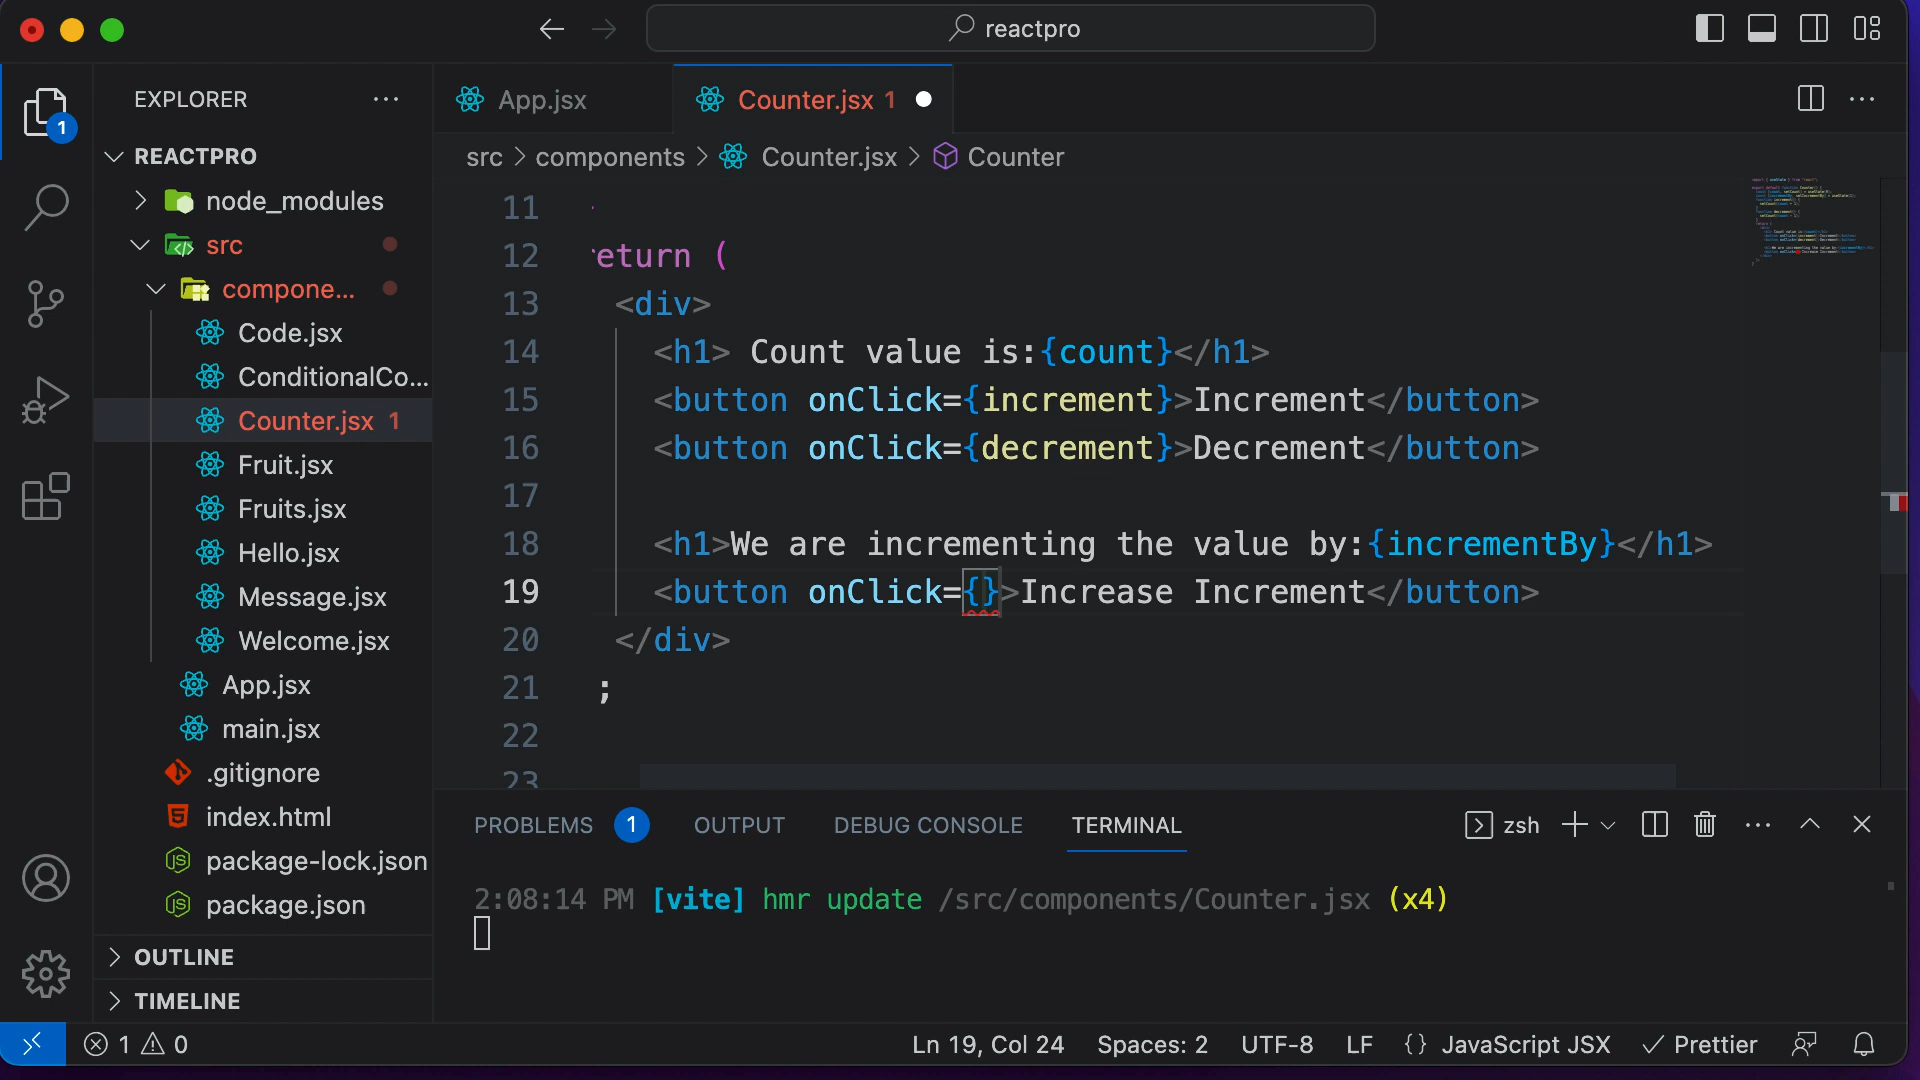 reactpro
EXPLORER
App.jsx
Counter.jsx 1
1
REACTPRO
src > components > Counter.jsx > Counter
node_modules
src
compone...
Code.jsx
ConditionalCo...
Counter.jsx 1
Fruit.jsx
Fruits.jsx
Hello.jsx
Message.jsx
Welcome.jsx
App.jsx
main.jsx
.gitignore
index.html
package-lock.json
package.json
OUTLINE
TIMELINE
11
12 eturn (
13 <div>
14 <h1> Count value is:{count}</h1>
15 <button onClick={increment}>Increment</button>
16 <button onClick={decrement}>Decrement</button>
17
18 <h1>We are incrementing the value by:{incrementBy}</h1>
19 <button onClick={}>Increase Increment</button>
20 </div>
21 ;
22
23
PROBLEMS 1 OUTPUT DEBUG CONSOLE TERMINAL zsh
2:08:14 PM [vite] hmr update /src/components/Counter.jsx (x4)
1 0 Ln 19, Col 24 Spaces: 2 UTF-8 LF {} JavaScript JSX Prettier